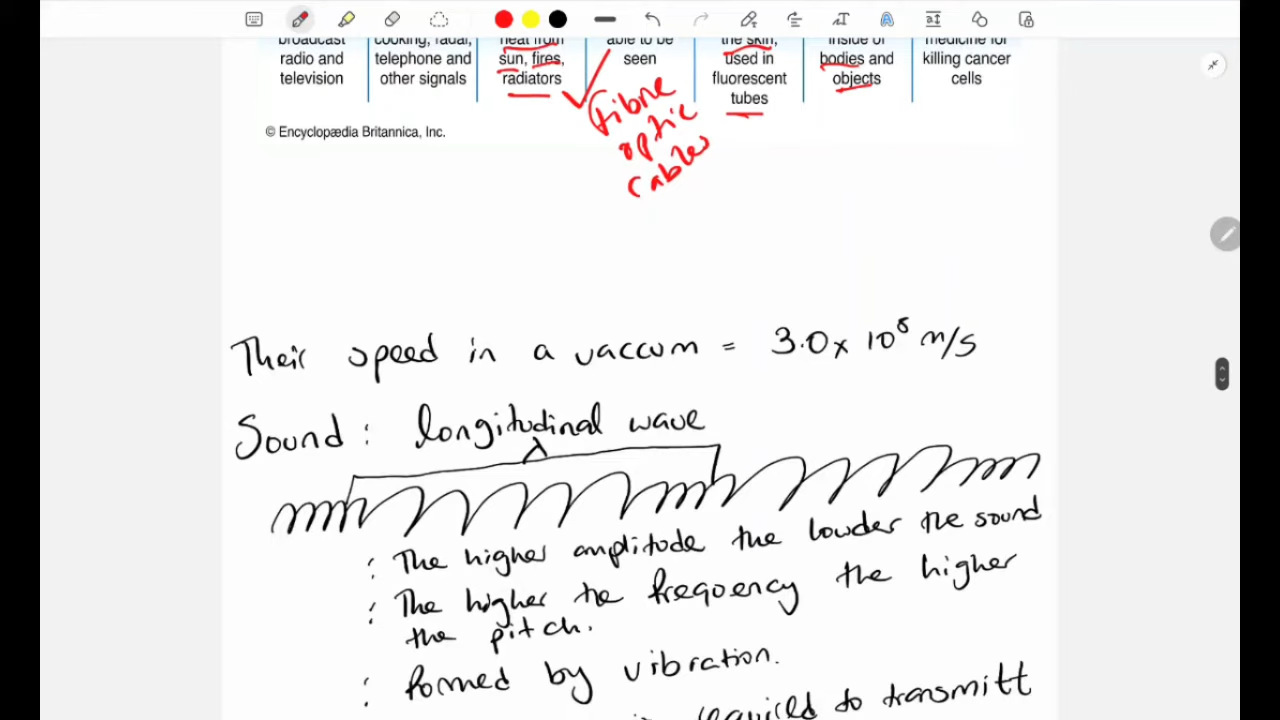 broadcast cooking, radar, heat from able to be the skin, inside of medicine for
radio and telephone and sun, fires, seen used in bodies and killing cancer
television other signals radiators fluorescent objects cells
tubes
Fibre
optic
cables
© Encyclopædia Britannica, Inc.
Their speed in a vaccum = 3.0 x 10⁸ m/s
Sound : longitudinal wave
λ
: The higher amplitude the louder the sound
: The higher the frequency the higher
the pitch.
: formed by vibration.
required to transmitt